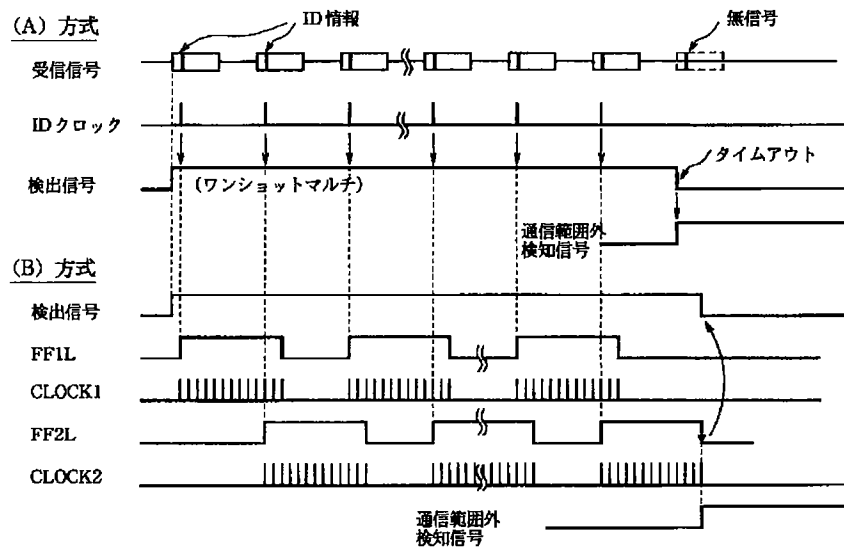 (A) 方式
ID 情報
無信号
受信信号
IDクロック
検出信号
(ワンショットマルチ)
タイムアウト
通信範囲外
検知信号
(B) 方式
検出信号
FF1L
CLOCK1
FF2L
CLOCK2
通信範囲外
検知信号